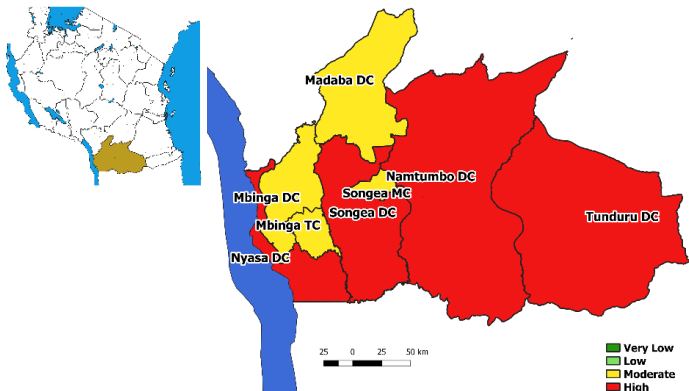 Madaba DC
Namtumbo DC
Mbinga DC
Songea MC
Songea DC
Tunduru DC
Mbinga TC
Nyasa DC
25 0 25 50 km
Very Low
Low
Moderate
High